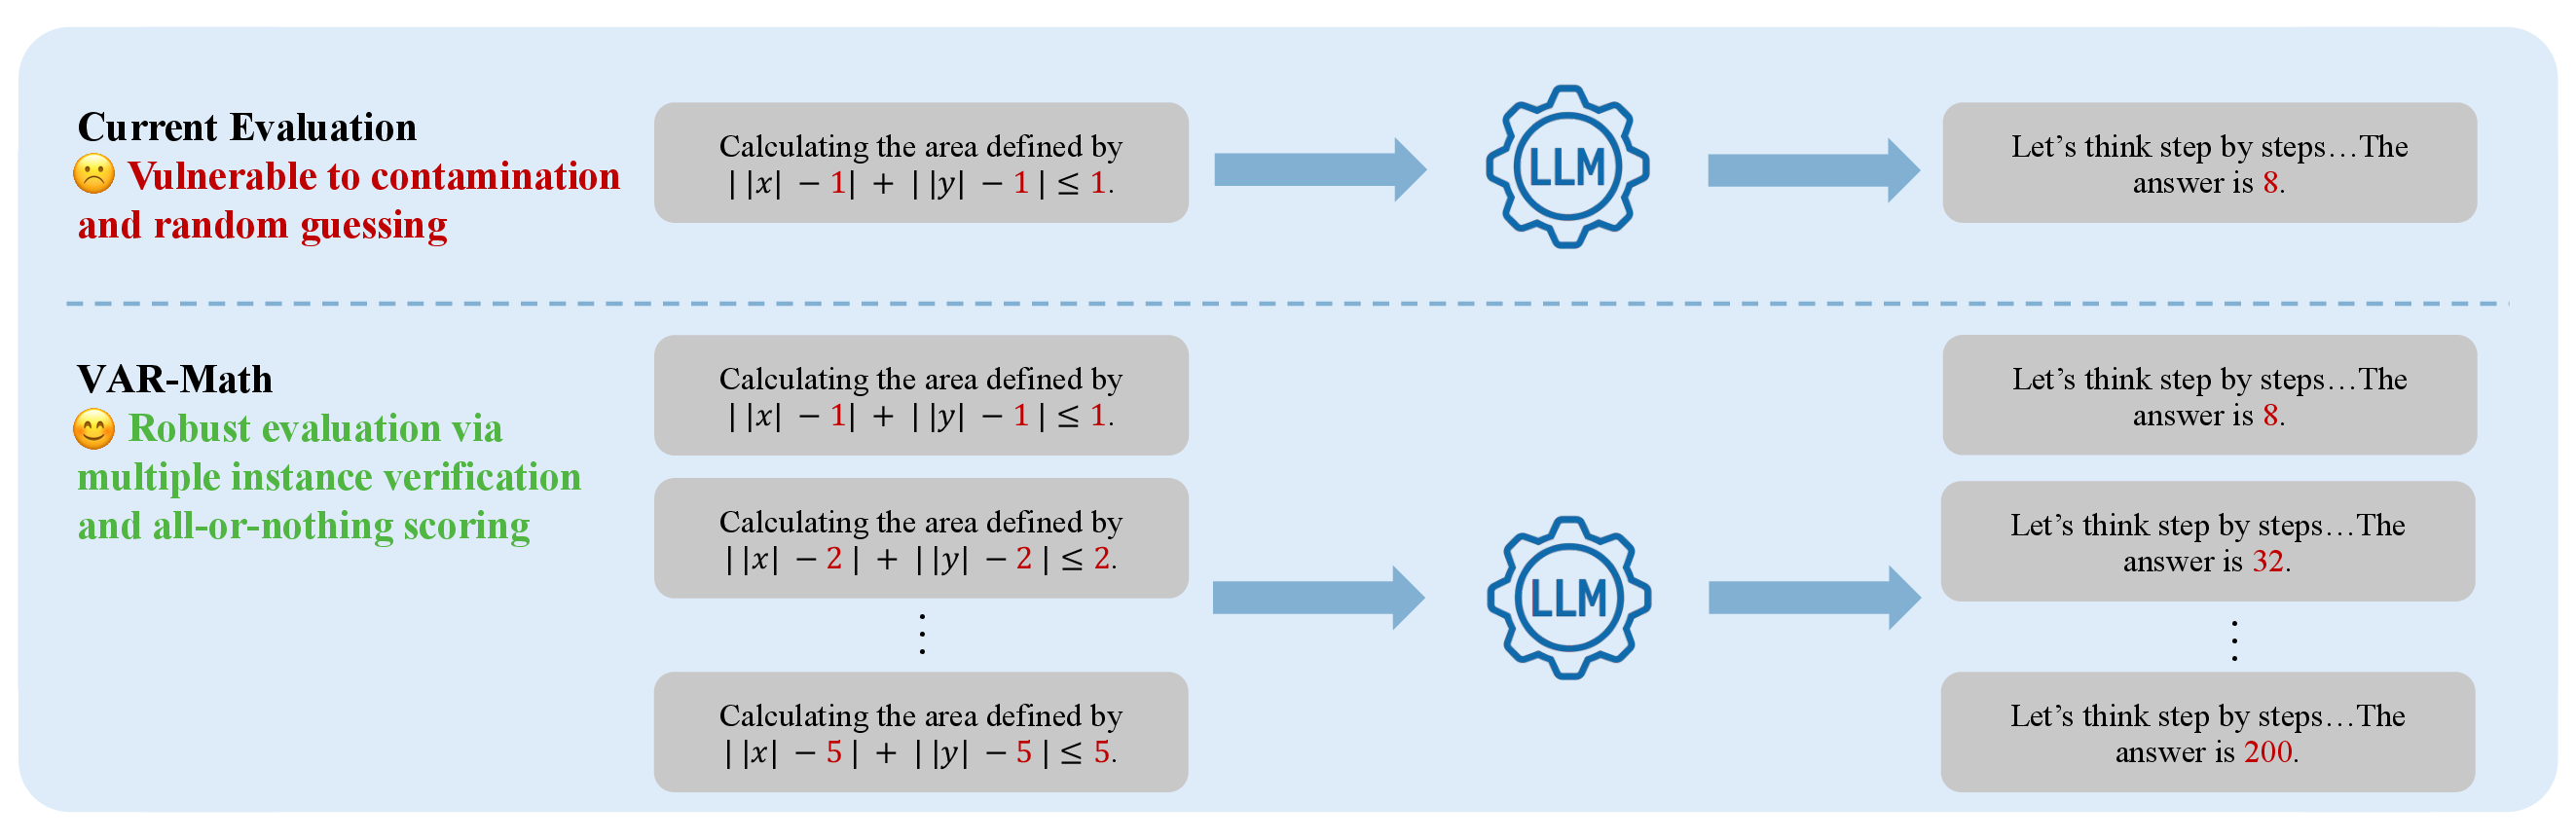 Current Evaluation
☹️ Vulnerable to contamination
and random guessing
Calculating the area defined by
| |x| − 1| + | |y| − 1 | ≤ 1.
LLM
Let's think step by steps…The
answer is 8.
VAR-Math
😊 Robust evaluation via
multiple instance verification
and all-or-nothing scoring
Calculating the area defined by
| |x| − 1| + | |y| − 1 | ≤ 1.
Calculating the area defined by
| |x| − 2 | + | |y| − 2 | ≤ 2.
⋮
Calculating the area defined by
| |x| − 5 | + | |y| − 5 | ≤ 5.
LLM
Let's think step by steps…The
answer is 8.
Let's think step by steps…The
answer is 32.
⋮
Let's think step by steps…The
answer is 200.